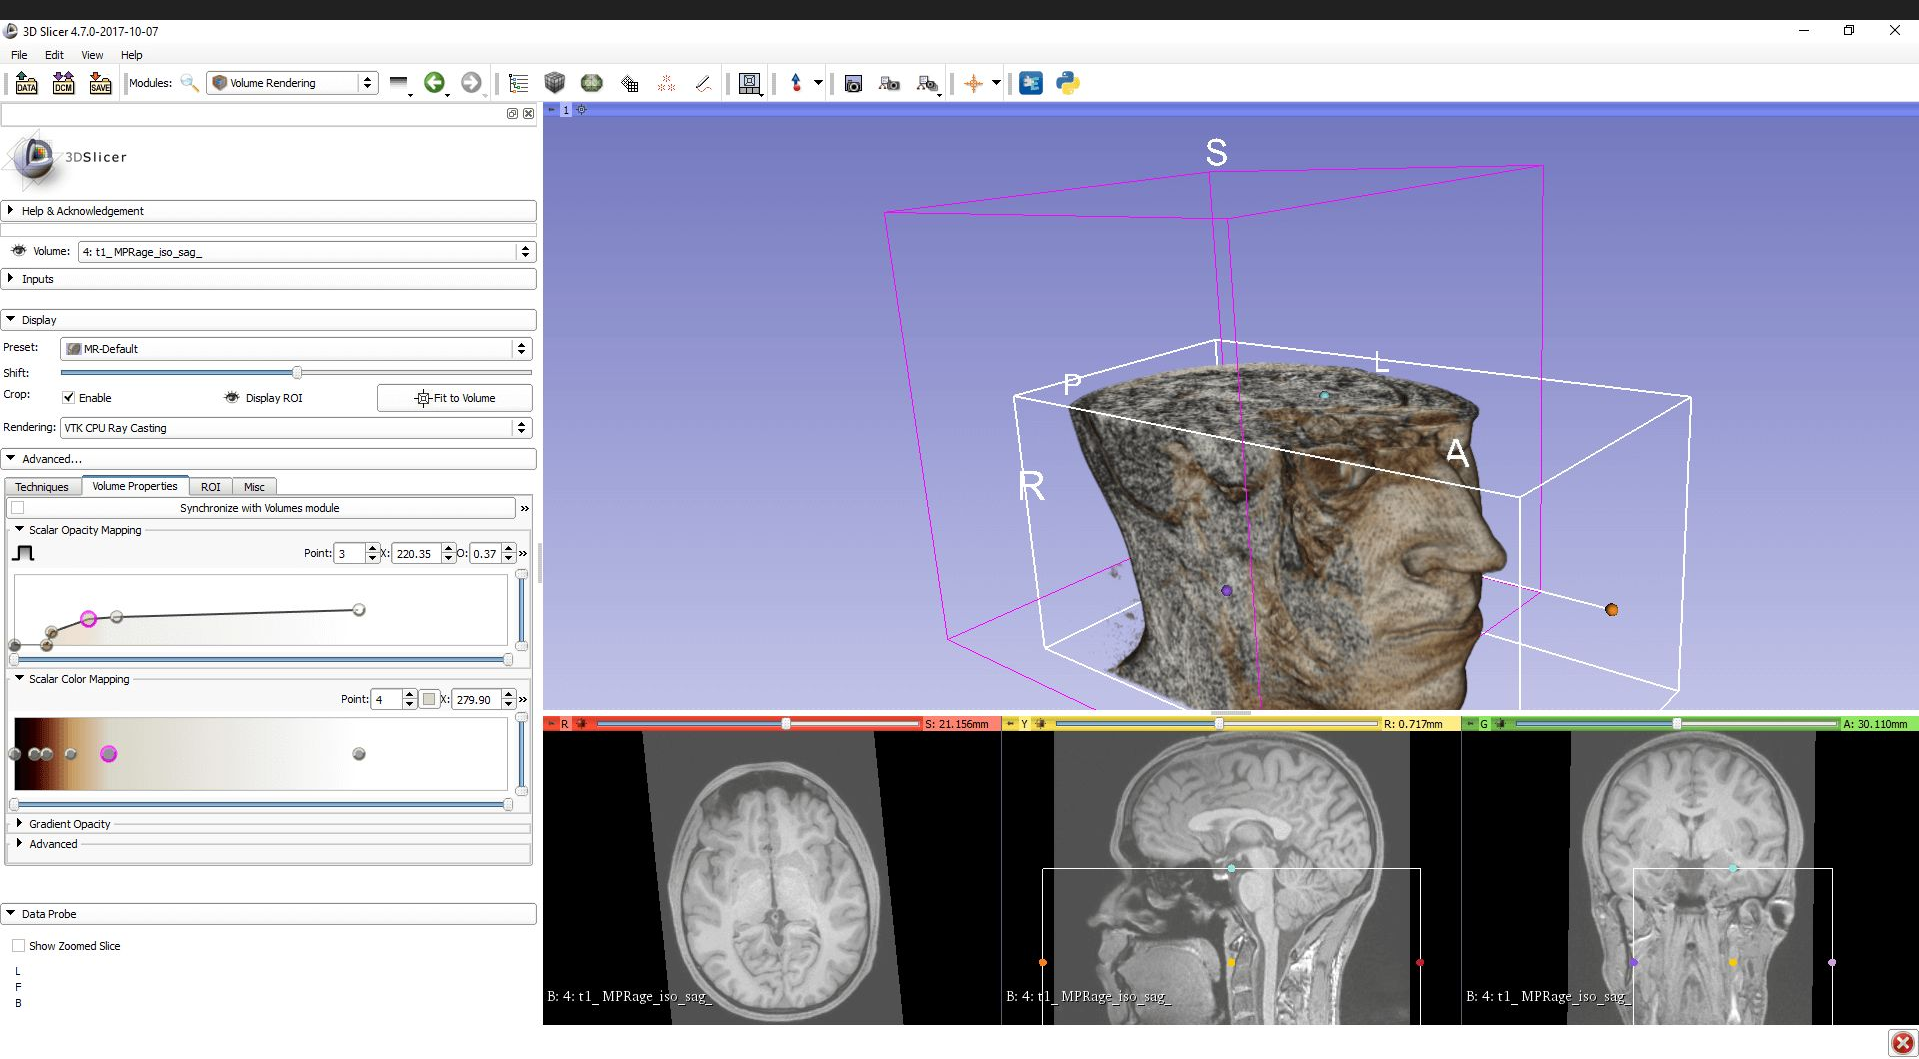 3D Slicer 4.7.0-2017-10-07
File Edit View Help
DATA DCM SAVE Modules: Volume Rendering
1
3DSlicer
Help & Acknowledgement
Volume: 4: t1_ MPRage_iso_sag_
Inputs
Display
Preset: MR-Default
Shift:
Crop: Enable Display ROI Fit to Volume
Rendering: VTK CPU Ray Casting
Advanced...
Techniques Volume Properties ROI Misc
Synchronize with Volumes module »
Scalar Opacity Mapping
Point: 3 X: 220.35 O: 0.37 »
Scalar Color Mapping
Point: 4 X: 279.90 »
Gradient Opacity
Advanced
Data Probe
Show Zoomed Slice
L
F
B
S
L
P
A
R
R S: 21.156mm
Y R: 0.717mm
G A: 30.110mm
B: 4: t1_ MPRage_iso_sag_
B: 4: t1_ MPRage_iso_sag_
B: 4: t1_ MPRage_iso_sag_